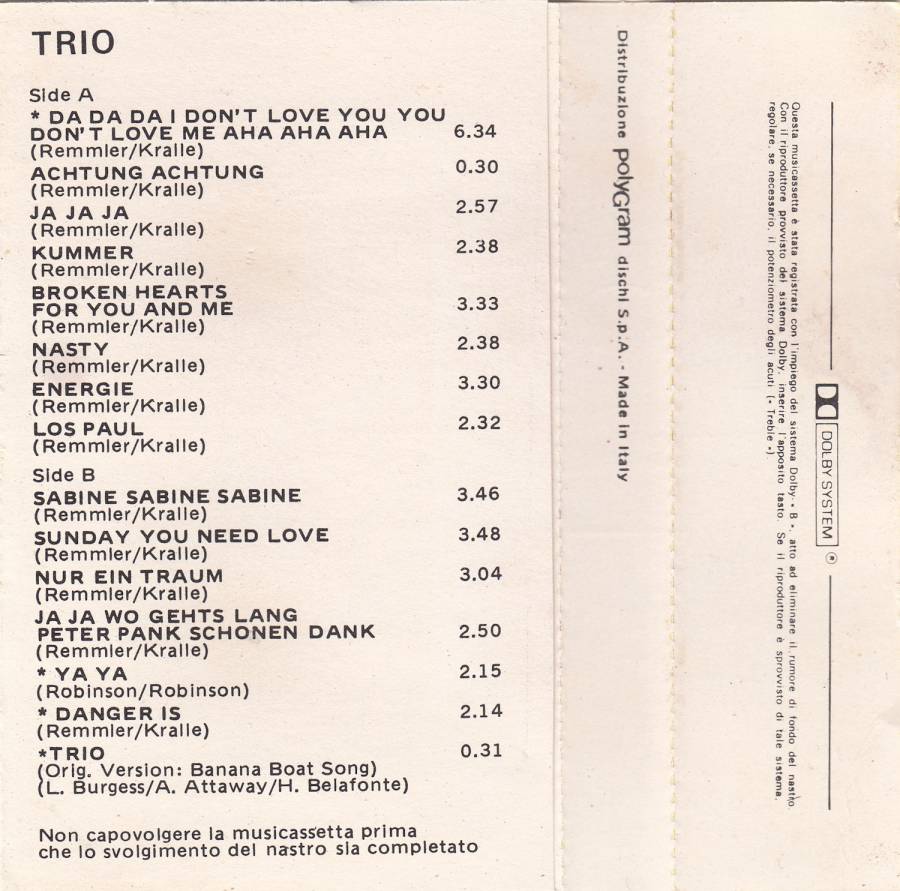 TRIO
Side A
* DA DA DA I DON'T LOVE YOU YOU
DON'T LOVE ME AHA AHA AHA 6.34
(Remmler/Kralle)
ACHTUNG ACHTUNG 0.30
(Remmler/Kralle)
JA JA JA 2.57
(Remmler/Kralle)
KUMMER 2.38
(Remmler/Kralle)
BROKEN HEARTS
FOR YOU AND ME 3.33
(Remmler/Kralle)
NASTY 2.38
(Remmler/Kralle)
ENERGIE 3.30
(Remmler/Kralle)
LOS PAUL 2.32
(Remmler/Kralle)
Side B
SABINE SABINE SABINE 3.46
(Remmler/Kralle)
SUNDAY YOU NEED LOVE 3.48
(Remmler/Kralle)
NUR EIN TRAUM 3.04
(Remmler/Kralle)
JA JA WO GEHTS LANG
PETER PANK SCHONEN DANK 2.50
(Remmler/Kralle)
* YA YA 2.15
(Robinson/Robinson)
* DANGER IS 2.14
(Remmler/Kralle)
*TRIO 0.31
(Orig. Version: Banana Boat Song)
(L. Burgess/A. Attaway/H. Belafonte)
Non capovolgere la musicassetta prima
che lo svolgimento del nastro sia completato
Distribuzione polyGram dischi S.p.A. - Made in Italy
DOLBY SYSTEM ®
Questa musicassetta è stata registrata con l'impiego del sistema Dolby « B », atto ad eliminare il rumore di fondo del nastro.
Con il riproduttore provvisto del sistema Dolby, inserire l'apposito tasto. Se il riproduttore è sprovvisto di tale sistema,
regolare, se necessario, il potenziometro degli acuti (« Treble »)